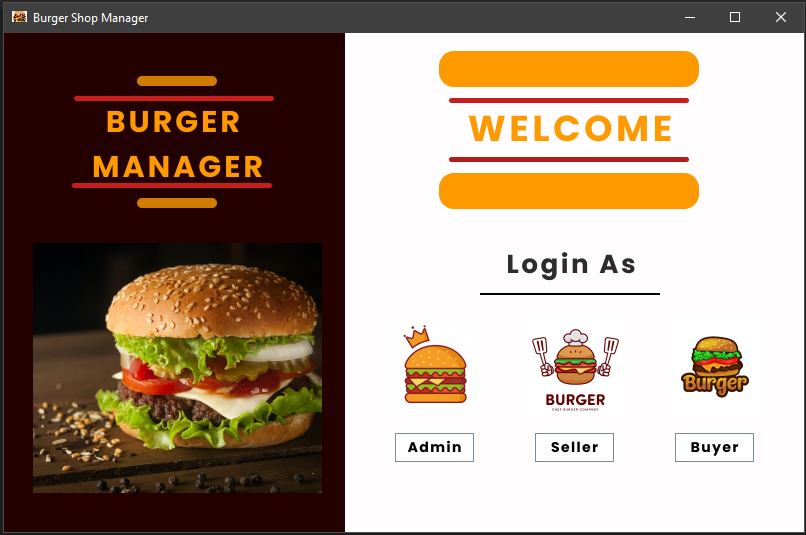 Burger Shop Manager
BURGER
MANAGER
WELCOME
Login As
BURGER
CHEF BURGER COMPANY
Burger
Admin
Seller
Buyer